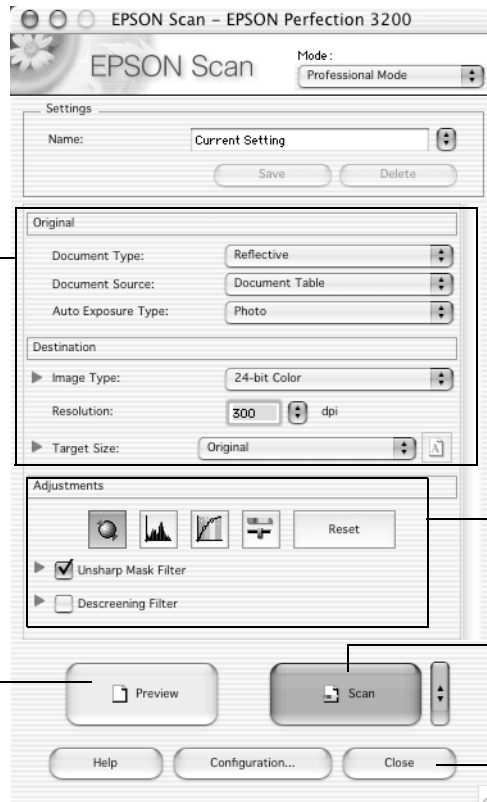 EPSON Scan – EPSON Perfection 3200
EPSON Scan
Mode:
Professional Mode
Settings
Name: Current Setting
Save Delete
Original
Document Type: Reflective
Document Source: Document Table
Auto Exposure Type: Photo
Destination
Image Type: 24-bit Color
Resolution: 300 dpi
Target Size: Original A
Adjustments
Reset
Unsharp Mask Filter
Descreening Filter
Preview Scan
Help Configuration... Close